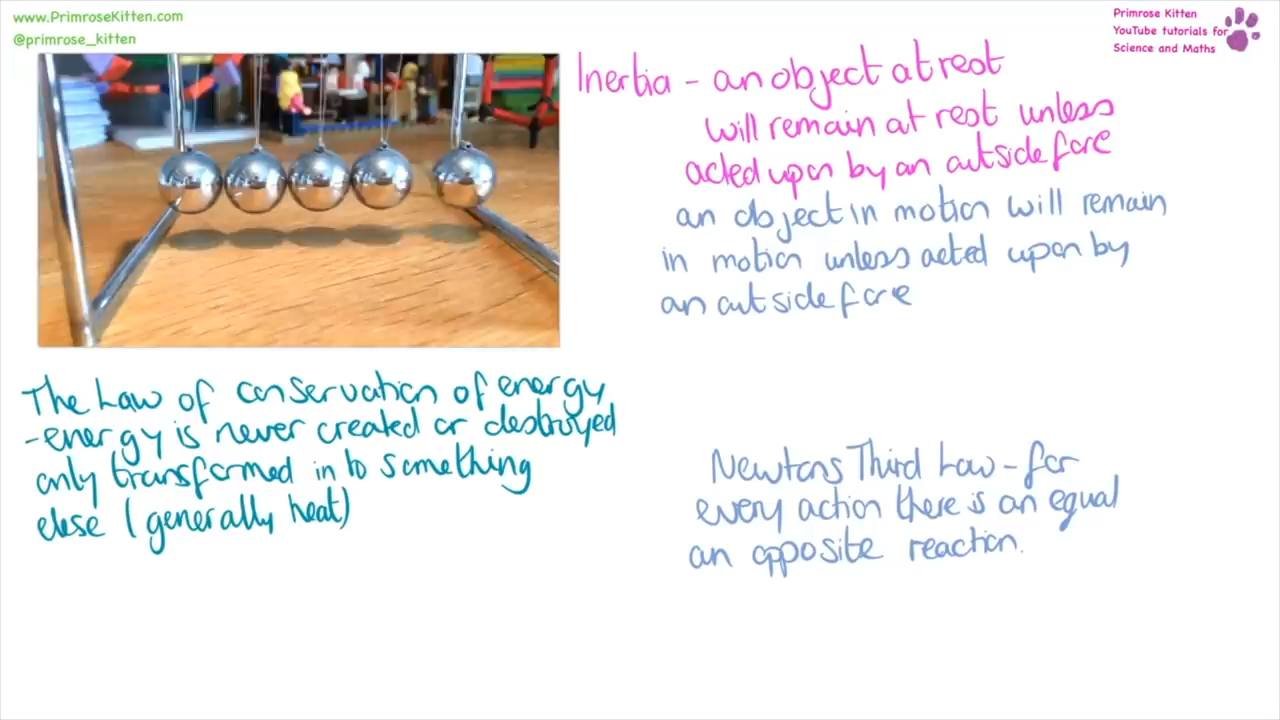 www.PrimroseKitten.com
@primrose_kitten
Primrose Kitten
YouTube tutorials for
Science and Maths
Inertia - an object at rest
will remain at rest unless
acted upon by an outside force
an object in motion will remain
in motion unless acted upon by
an outside force
The Law of conservation of energy
- energy is never created or destroyed
only transformed in to something
else (generally heat)
Newtons Third Law - for
every action there is an equal
an opposite reaction.